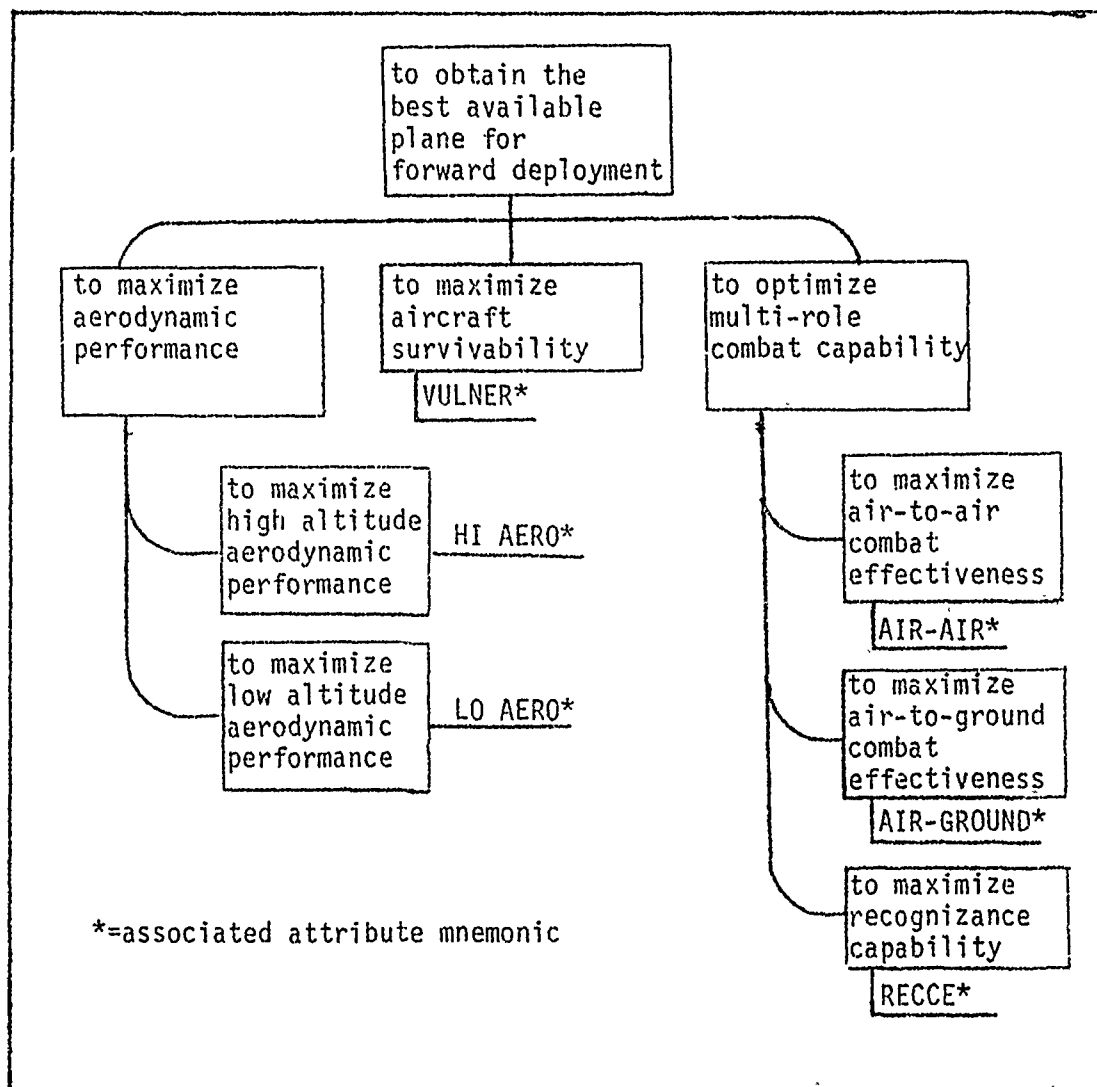 to obtain the
best available
plane for
forward deployment
to maximize
aerodynamic
performance
to maximize
aircraft
survivability
VULNER*
to optimize
multi-role
combat capability
to maximize
high altitude
aerodynamic
performance
HI AERO*
to maximize
low altitude
aerodynamic
performance
LO AERO*
to maximize
air-to-air
combat
effectiveness
AIR-AIR*
to maximize
air-to-ground
combat
effectiveness
AIR-GROUND*
to maximize
recognizance
capability
RECCE*
*=associated attribute mnemonic